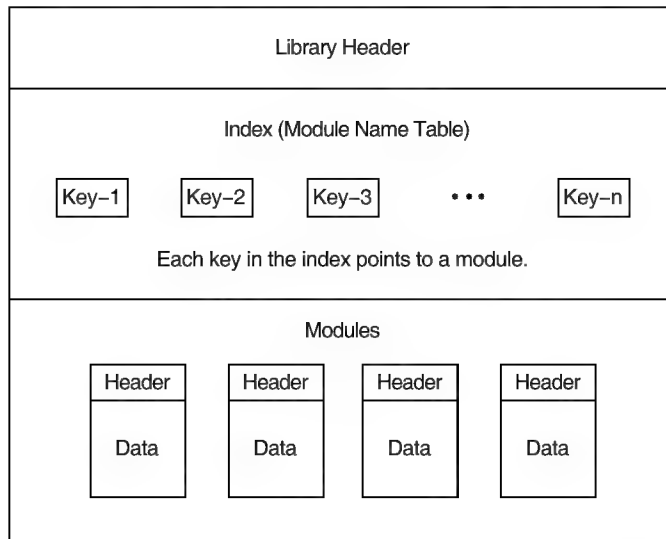 Library Header
Index (Module Name Table)
Key–1 Key–2 Key–3 • • • Key–n
Each key in the index points to a module.
Modules
Header Header Header Header
Data Data Data Data